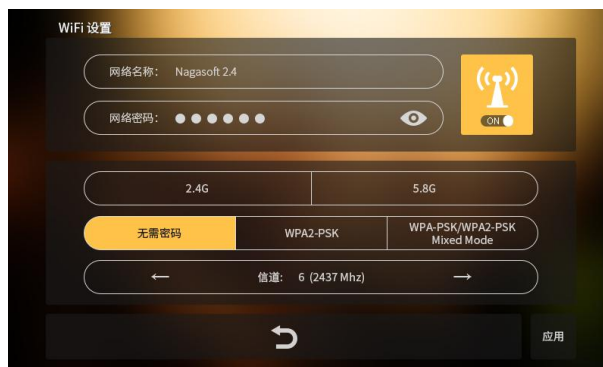 WiFi 设置
网络名称: Nagasoft 2.4
网络密码: ●●●●●●
ON
2.4G 5.8G
无需密码 WPA2-PSK WPA-PSK/WPA2-PSK
Mixed Mode
← 信道: 6 (2437 Mhz) →
应用